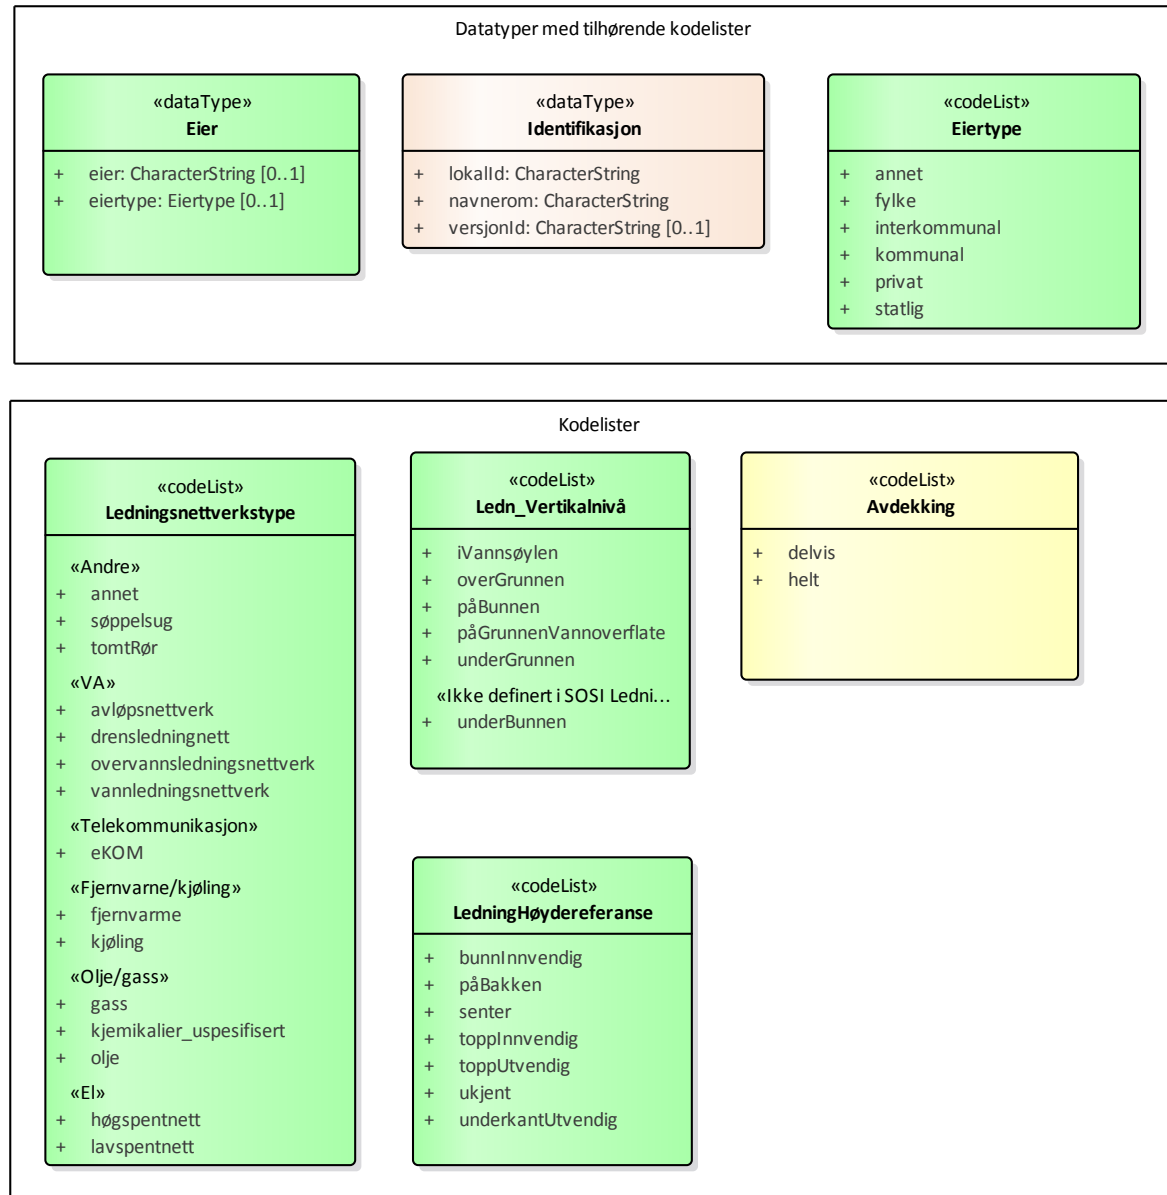 Datatyper med tilhørende kodelister
«dataType»
Eier
+ eier: CharacterString [0..1]
+ eiertype: Eiertype [0..1]
«dataType»
Identifikasjon
+ lokalId: CharacterString
+ navnerom: CharacterString
+ versjonId: CharacterString [0..1]
«codeList»
Eiertype
+ annet
+ fylke
+ interkommunal
+ kommunal
+ privat
+ statlig
Kodelister
«codeList»
Ledningsnettverkstype
«Andre»
+ annet
+ søppelsug
+ tomtRør
«VA»
+ avløpsnettverk
+ drensledningnett
+ overvannsledningsnettverk
+ vannledningsnettverk
«Telekommunikasjon»
+ eKOM
«Fjernvarne/kjøling»
+ fjernvarme
+ kjøling
«Olje/gass»
+ gass
+ kjemikalier_uspesifisert
+ olje
«El»
+ høgspentnett
+ lavspentnett
«codeList»
Ledn_Vertikalnivå
+ iVannsøylen
+ overGrunnen
+ påBunnen
+ påGrunnenVannoverflate
+ underGrunnen
«Ikke definert i SOSI Ledni...
+ underBunnen
«codeList»
Avdekking
+ delvis
+ helt
«codeList»
LedningHøydereferanse
+ bunnInnvendig
+ påBakken
+ senter
+ toppInnvendig
+ toppUtvendig
+ ukjent
+ underkantUtvendig